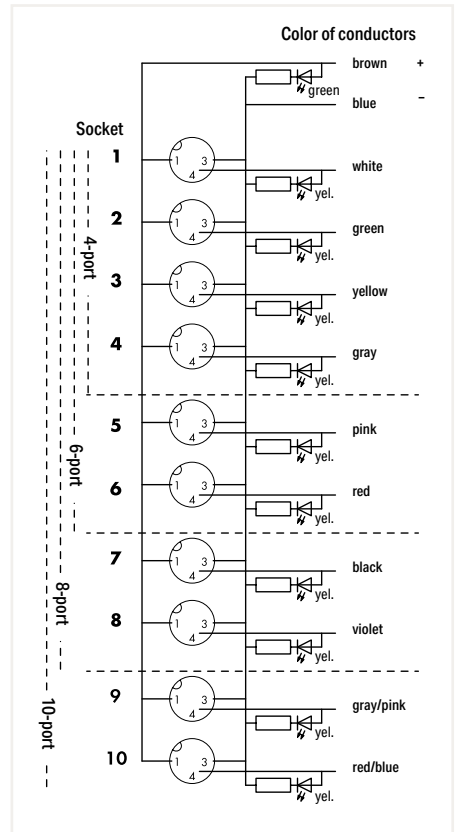 Color of conductors
brown +
green
blue –
Socket
1
1 3
4
white
yel.
2
1 3
4
green
yel.
3
1 3
4
yellow
yel.
4
1 3
4
gray
yel.
4-port
5
1 3
4
pink
yel.
6
1 3
4
red
yel.
6-port
7
1 3
4
black
yel.
8
1 3
4
violet
yel.
8-port
9
1 3
4
gray/pink
yel.
10
1 3
4
red/blue
yel.
10-port